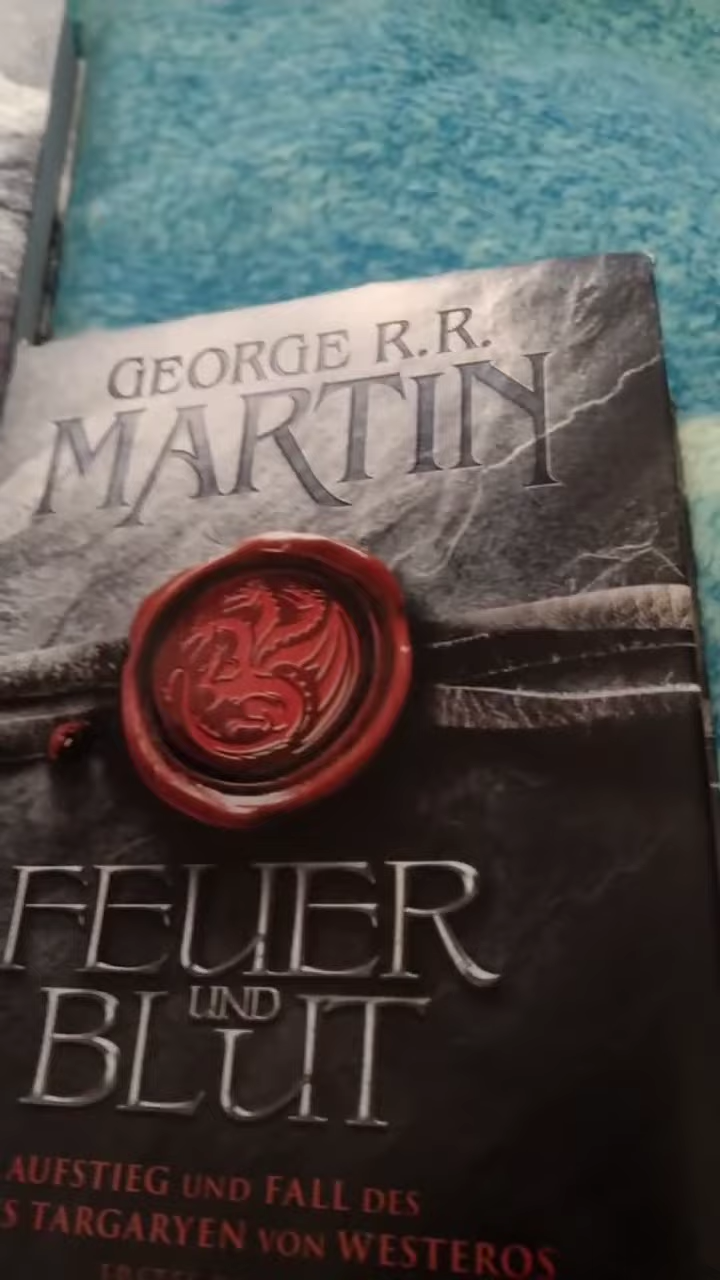 GEORGE R.R.
MARTIN
FEUER
UND
BLUT
AUFSTIEG UND FALL DES
TARGARYEN VON WESTEROS